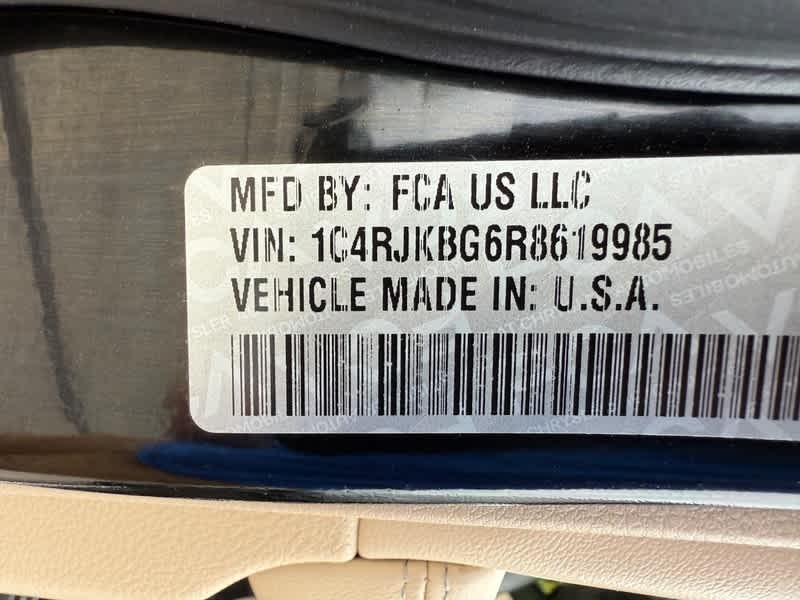 MFD BY: FCA US LLC
VIN: 1C4RJKBG6R8619985
VEHICLE MADE IN: U.S.A.